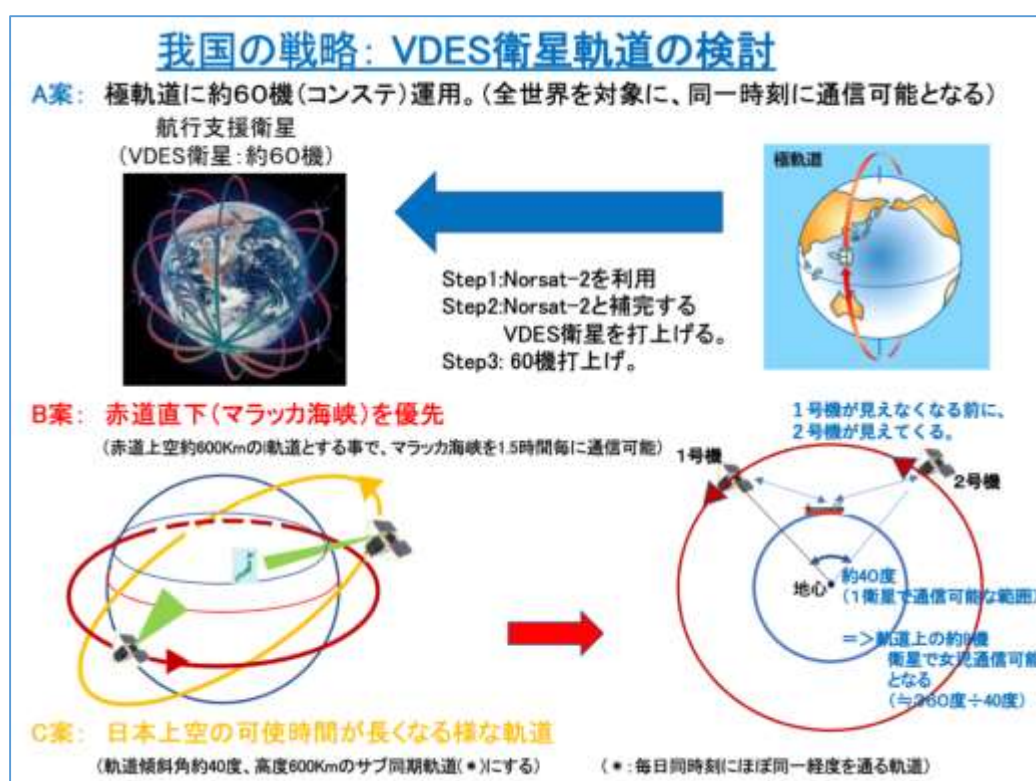 我国の戦略: VDES衛星軌道の検討
A案: 極軌道に約60機(コンステ)運用。(全世界を対象に、同一時刻に通信可能となる)
航行支援衛星
(VDES衛星:約60機)
極軌道
Step1:Norsat-2を利用
Step2:Norsat-2と補完する
VDES衛星を打上げる。
Step3: 60機打上げ。
B案: 赤道直下(マラッカ海峡)を優先
(赤道上空約600Kmの軌道とする事で、マラッカ海峡を1.5時間毎に通信可能)
1号機が見えなくなる前に、
2号機が見えてくる。
1号機
2号機
地心
約40度
(1衛星で通信可能な範囲)
=>軌道上の約9機
衛星で女児通信可能
となる
(≒360度÷40度)
C案: 日本上空の可使時間が長くなる様な軌道
(軌道傾斜角約40度、高度600Kmのサブ同期軌道(*)にする)
(*:毎日同時刻にほぼ同一経度を通る軌道)